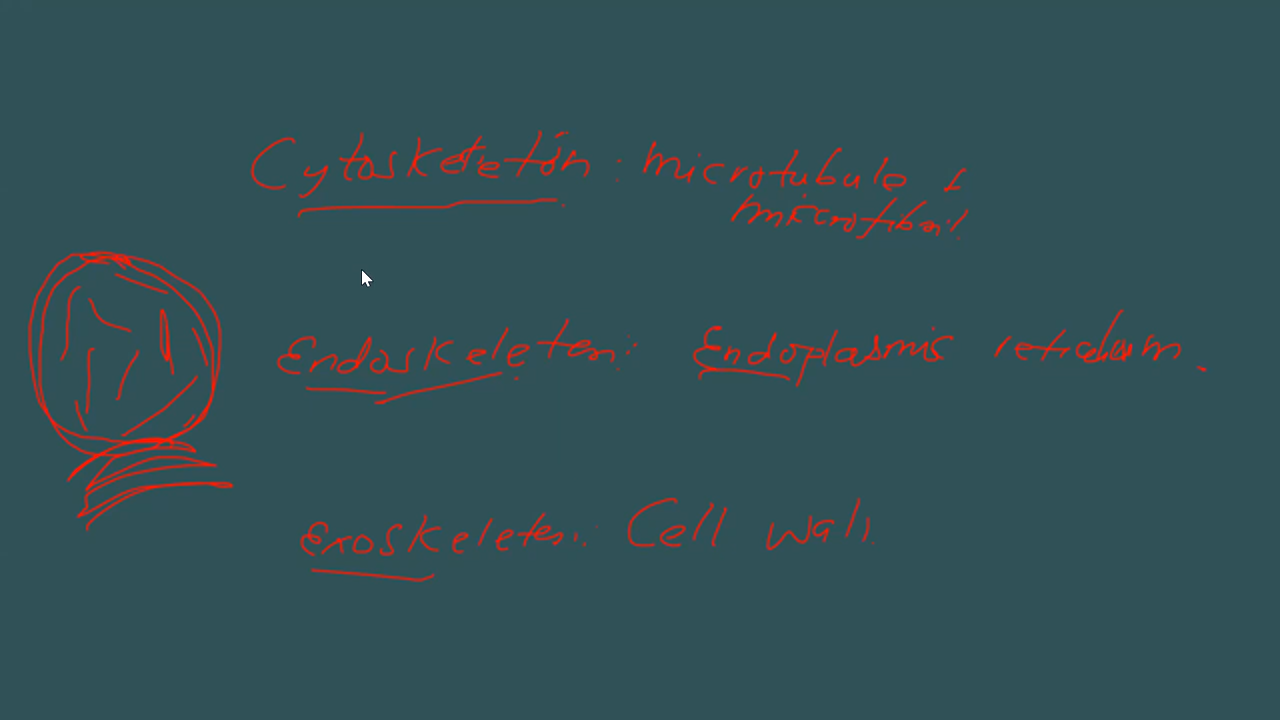 Cytoskeleton : microtubule &
microfibril
Endoskeleton : Endoplasmic reticulum.
Exoskeleton : Cell wall